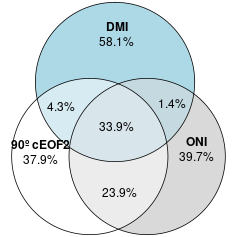 DMI
58.1%
4.3%
1.4%
33.9%
90º cEOF2
37.9%
ONI
39.7%
23.9%